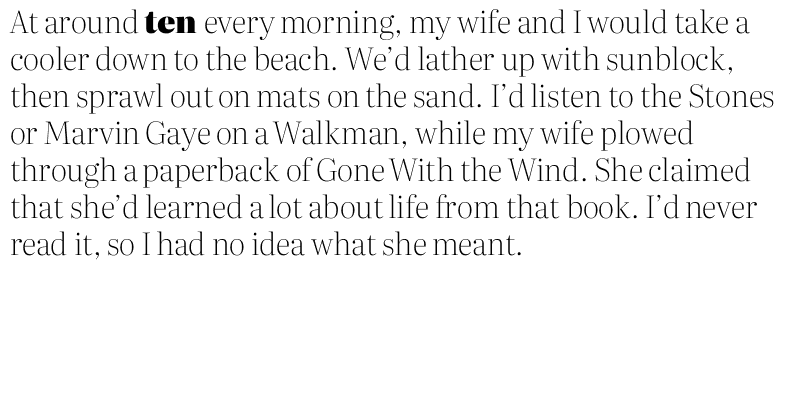 At around ten every morning, my wife and I would take a
cooler down to the beach. We’d lather up with sunblock,
then sprawl out on mats on the sand. I’d listen to the Stones
or Marvin Gaye on a Walkman, while my wife plowed
through a paperback of Gone With the Wind. She claimed
that she’d learned a lot about life from that book. I’d never
read it, so I had no idea what she meant.